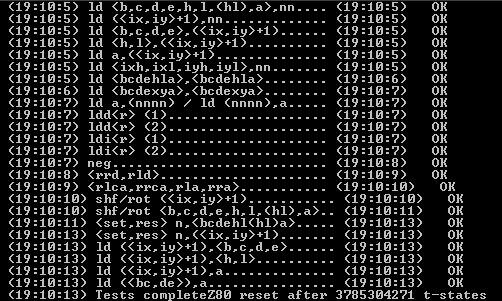 (19:10:5) ld {b,c,d,e,h,l,(hl),a},nn.... (19:10:5)   OK
(19:10:5) ld (<ix,iy>+1),nn............. (19:10:5)   OK
(19:10:5) ld <b,c,d,e>,(<ix,iy>+1)...... (19:10:5)   OK
(19:10:5) ld <h,l>,(<ix,iy>+1).......... (19:10:5)   OK
(19:10:5) ld a,(<ix,iy>+1).............. (19:10:5)   OK
(19:10:5) ld <ixh,ixl,iyh,iyl>,nn....... (19:10:5)   OK
(19:10:5) ld <bcdehla>,<bcdehla>........ (19:10:6)   OK
(19:10:6) ld <bcdexya>,<bcdexya>........ (19:10:7)   OK
(19:10:7) ld a,(nnnn) / ld (nnnn),a..... (19:10:7)   OK
(19:10:7) ldd<r> (1).................... (19:10:7)   OK
(19:10:7) ldd<r> (2).................... (19:10:7)   OK
(19:10:7) ldi<r> (1).................... (19:10:7)   OK
(19:10:7) ldi<r> (2).................... (19:10:7)   OK
(19:10:7) neg........................... (19:10:8)   OK
(19:10:8) <rrd,rld>..................... (19:10:9)   OK
(19:10:9) <rlca,rrca,rla,rra>........... (19:10:10)   OK
(19:10:10) shf/rot (<ix,iy>+1)........... (19:10:10)   OK
(19:10:10) shf/rot <b,c,d,e,h,l,(hl),a>.. (19:10:11)   OK
(19:10:11) <set,res> n,<bcdehl(hl)a>..... (19:10:13)   OK
(19:10:13) <set,res> n,(<ix,iy>+1)....... (19:10:13)   OK
(19:10:13) ld (<ix,iy>+1),<b,c,d,e>...... (19:10:13)   OK
(19:10:13) ld (<ix,iy>+1),<h,l>.......... (19:10:13)   OK
(19:10:13) ld (<ix,iy>+1),a.............. (19:10:13)   OK
(19:10:13) ld (<bc,de>),a................ (19:10:13)   OK
(19:10:13) Tests completeZ80 reset after 3785304271 t-states